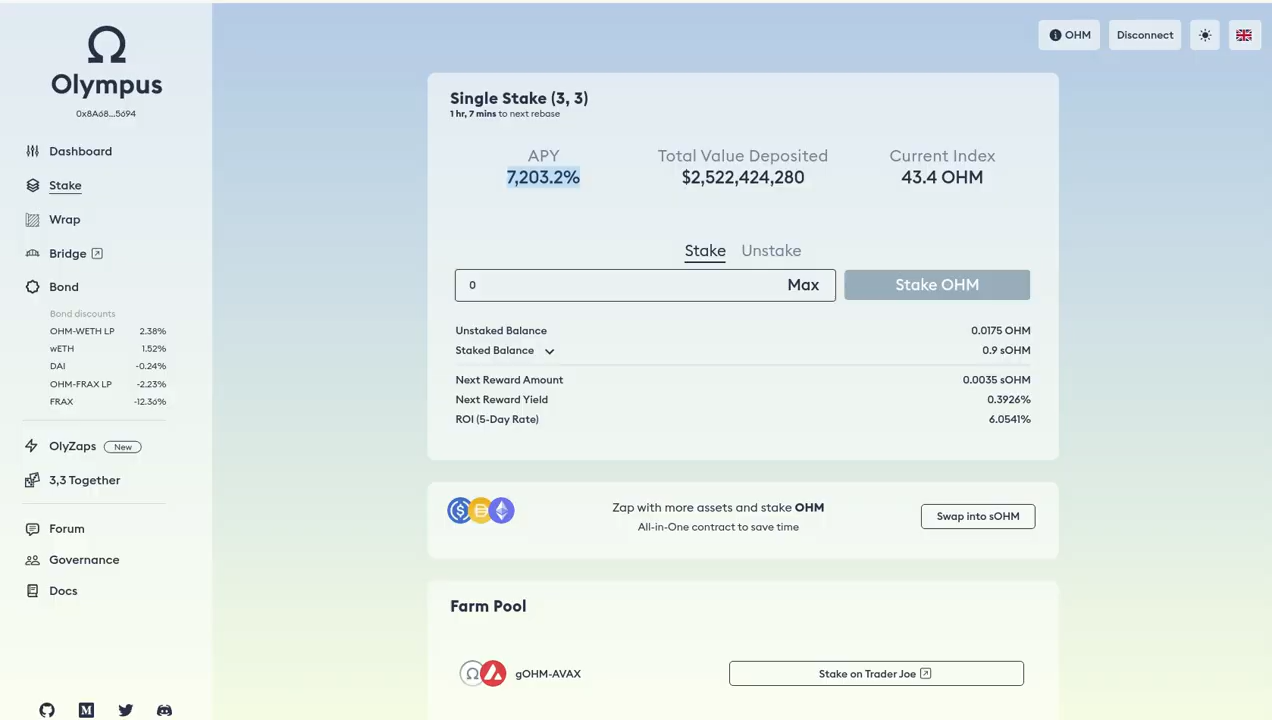 Olympus
0x8A68...5694
Dashboard
Stake
Wrap
Bridge
Bond
Bond discounts
OHM-WETH LP 2.38%
wETH 1.52%
DAI -0.24%
OHM-FRAX LP -2.23%
FRAX -12.36%
OlyZaps New
3,3 Together
Forum
Governance
Docs
OHM Disconnect
Single Stake (3, 3)
1 hr, 7 mins to next rebase
APY Total Value Deposited Current Index
7,203.2% $2,522,424,280 43.4 OHM
Stake Unstake
0 Max Stake OHM
Unstaked Balance 0.0175 OHM
Staked Balance 0.9 sOHM
Next Reward Amount 0.0035 sOHM
Next Reward Yield 0.3926%
ROI (5-Day Rate) 6.0541%
Zap with more assets and stake OHM
All-in-One contract to save time
Swap into sOHM
Farm Pool
gOHM-AVAX Stake on Trader Joe